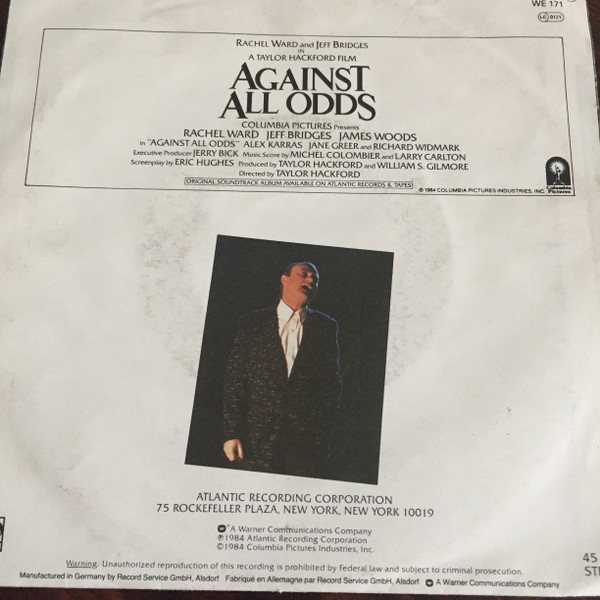 WE 171
LC 0121
RACHEL WARD and JEFF BRIDGES
IN
A TAYLOR HACKFORD FILM
AGAINST
ALL ODDS
COLUMBIA PICTURES Presents
RACHEL WARD JEFF BRIDGES JAMES WOODS
in "AGAINST ALL ODDS" ALEX KARRAS JANE GREER and RICHARD WIDMARK
Executive Producer JERRY BICK Music Score by MICHEL COLOMBIER and LARRY CARLTON
Screenplay by ERIC HUGHES Produced by TAYLOR HACKFORD and WILLIAM S. GILMORE
Directed by TAYLOR HACKFORD
ORIGINAL SOUNDTRACK ALBUM AVAILABLE ON ATLANTIC RECORDS & TAPES
© 1984 COLUMBIA PICTURES INDUSTRIES, INC.
Columbia
Pictures
ATLANTIC RECORDING CORPORATION
75 ROCKEFELLER PLAZA, NEW YORK, NEW YORK 10019
A Warner Communications Company
℗1984 Atlantic Recording Corporation
©1984 Columbia Pictures Industries, Inc.
45
Warning: Unauthorized reproduction of this recording is prohibited by Federal law and subject to criminal prosecution.
Manufactured in Germany by Record Service GmbH, Alsdorf Fabriqué en Allemagne par Record Service GmbH, Alsdorf A Warner Communications Company